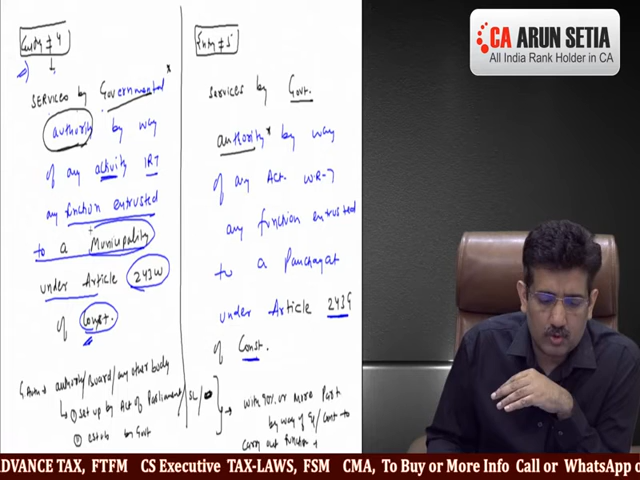 Entry # 4
SERVICES by Governmental*
authority by way
of any activity IRT
any function entrusted
to a Municipality
under Article 243W
of Const.
G Auth → authority/Board/any other body
↳ ① set up by Act of Parliament/SL/
① estab by Govt
Entry # 5
Services by Govt.
authority* by way
of any Act. W.R.T
any function entrusted
to a Panchayat
under Article 243G
of Const.
→ with 90% or more Part
by way of Eq/Cont to
carry out function
CA ARUN SETIA
All India Rank Holder in CA
ADVANCE TAX, FTFM CS Executive TAX-LAWS, FSM CMA, To Buy or More Info Call or WhatsApp o